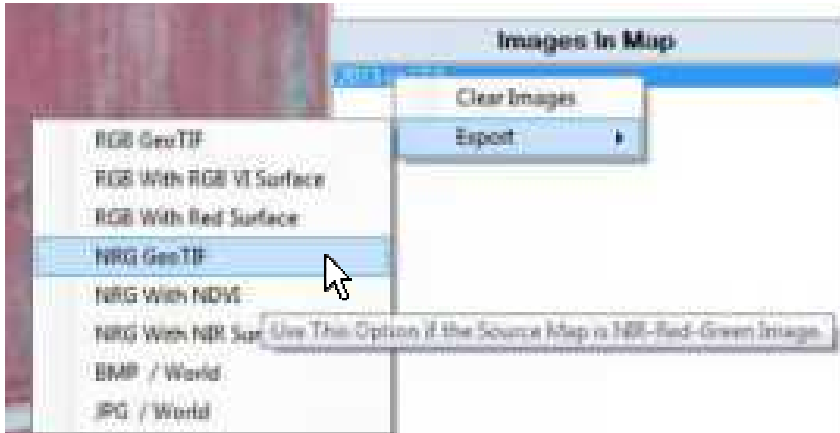 Images In Map
Clear Images
Export
RGB GeoTIF
RGB With RGB VI Surface
RGB With Red Surface
NRG GeoTIF
NRG With NDVI
NRG With NIR Sur
Use This Option if the Source Map is NIR-Red-Green Image.
BMP / World
JPG / World